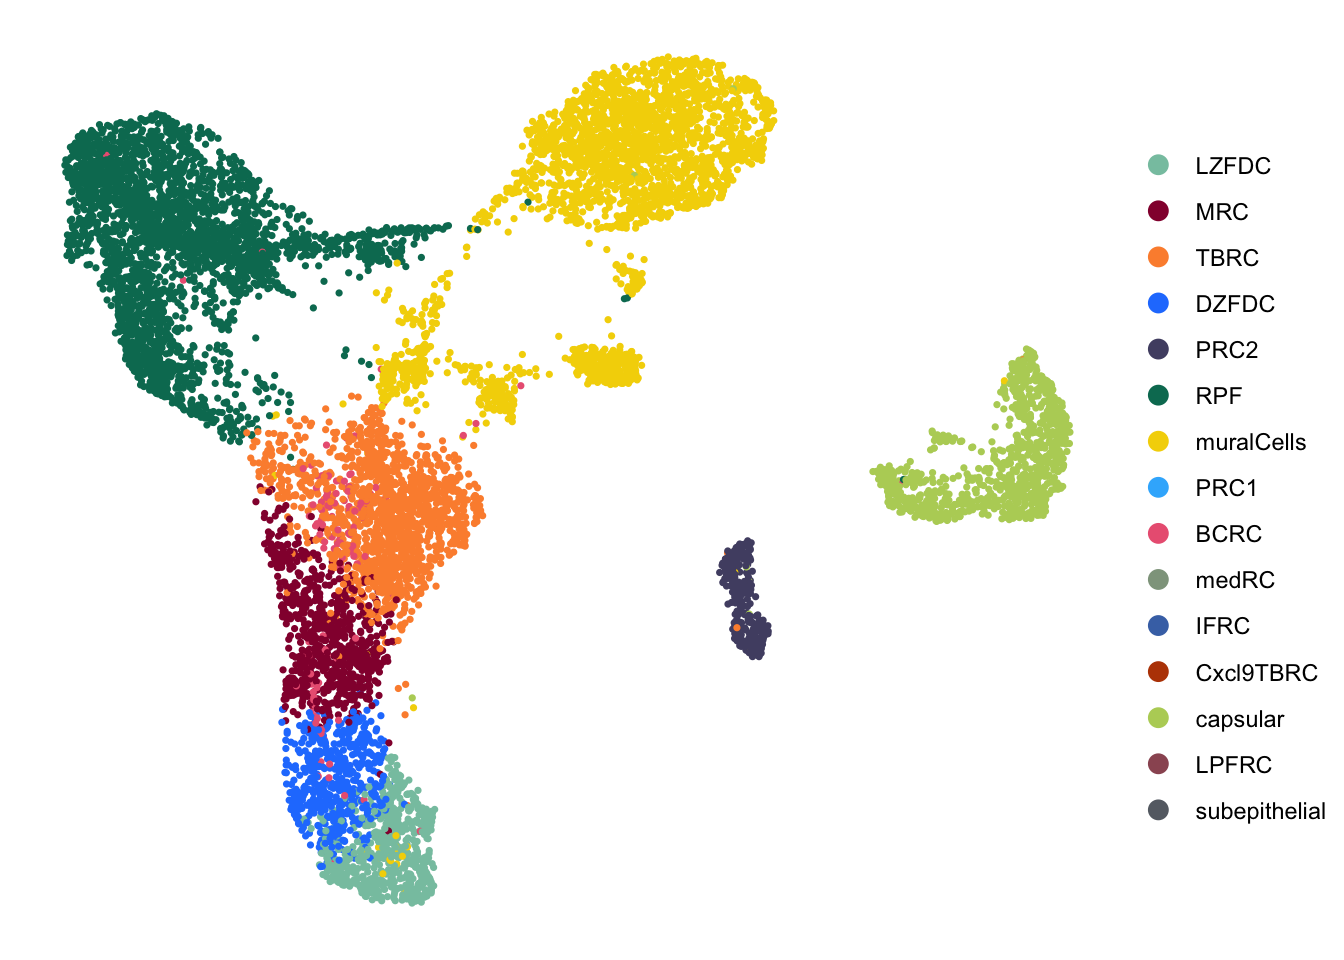 LZFDC
MRC
TBRC
DZFDC
PRC2
RPF
muralCells
PRC1
BCRC
medRC
IFRC
Cxcl9TBRC
capsular
LPFRC
subepithelial